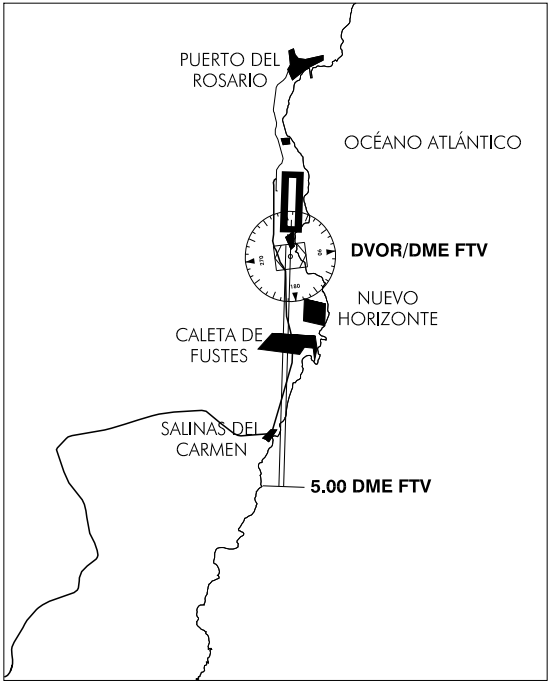 PUERTO DEL
ROSARIO
OCÉANO ATLÁNTICO
DVOR/DME FTV
270
90
180
NUEVO
HORIZONTE
CALETA DE
FUSTES
SALINAS DEL
CARMEN
5.00 DME FTV